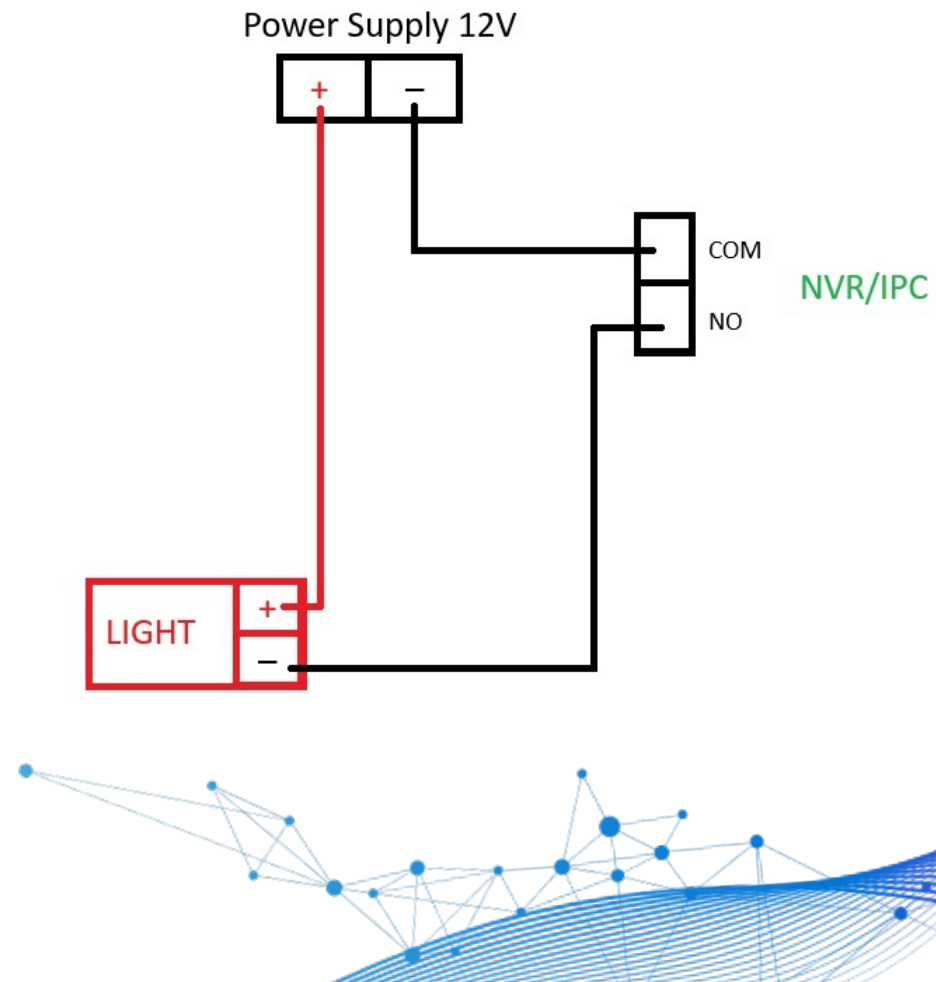 Power Supply 12V
+ −
COM
NVR/IPC
NO
+
LIGHT
−